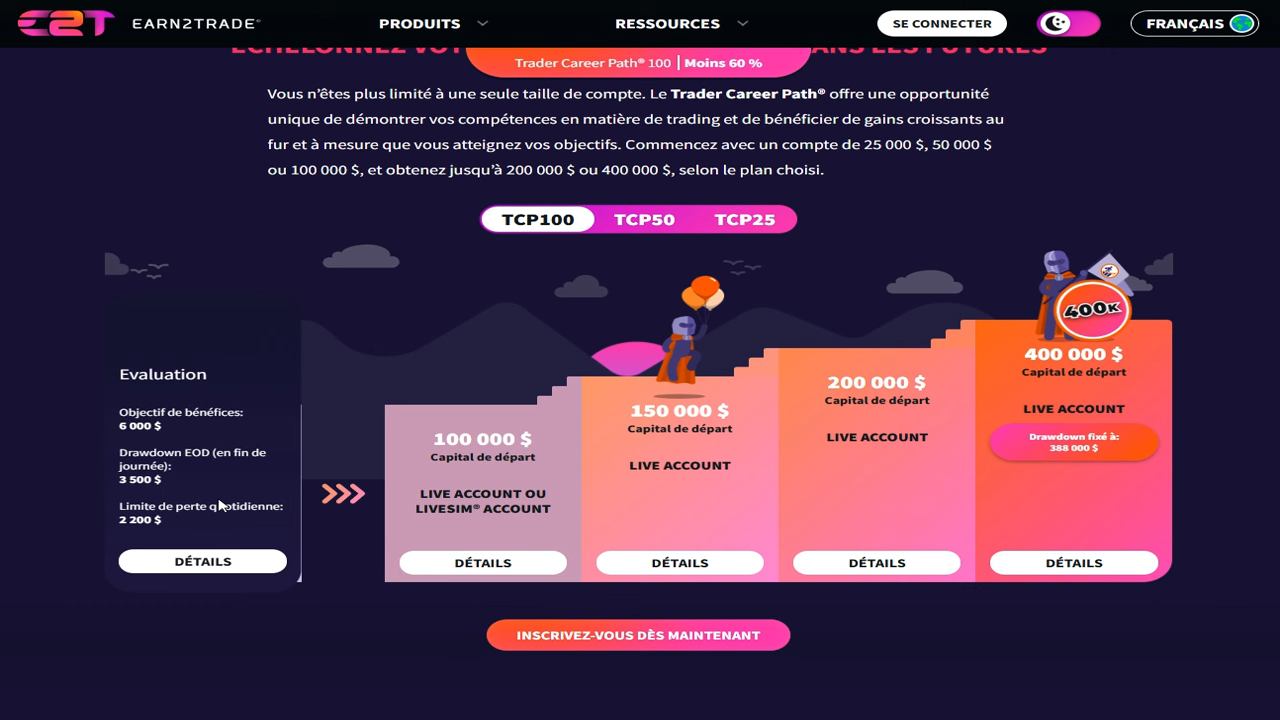 E2T EARN2TRADE
PRODUITS
RESSOURCES
SE CONNECTER
FRANÇAIS
Trader Career Path® 100 | Moins 60 %
Vous n’êtes plus limité à une seule taille de compte. Le Trader Career Path® offre une opportunité
unique de démontrer vos compétences en matière de trading et de bénéficier de gains croissants au
fur et à mesure que vous atteignez vos objectifs. Commencez avec un compte de 25 000 $, 50 000 $
ou 100 000 $, et obtenez jusqu’à 200 000 $ ou 400 000 $, selon le plan choisi.
TCP100
TCP50
TCP25
Evaluation
Objectif de bénéfices:
6 000 $
Drawdown EOD (en fin de
journée):
3 500 $
Limite de perte quotidienne:
2 200 $
DÉTAILS
100 000 $
Capital de départ
LIVE ACCOUNT OU
LIVESIM® ACCOUNT
DÉTAILS
150 000 $
Capital de départ
LIVE ACCOUNT
DÉTAILS
200 000 $
Capital de départ
LIVE ACCOUNT
DÉTAILS
400K
400 000 $
Capital de départ
LIVE ACCOUNT
Drawdown fixé à:
388 000 $
DÉTAILS
INSCRIVEZ-VOUS DÈS MAINTENANT